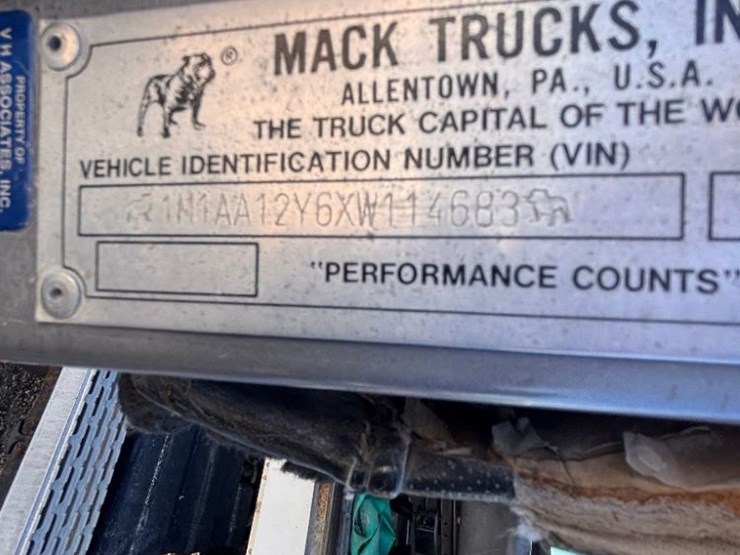 PROPERTY OF
V H ASSOCIATES, INC.
MACK TRUCKS, IN
®
ALLENTOWN, PA., U.S.A.
THE TRUCK CAPITAL OF THE WO
VEHICLE IDENTIFICATION NUMBER (VIN)
1M1AA12Y6XW114683
"PERFORMANCE COUNTS"